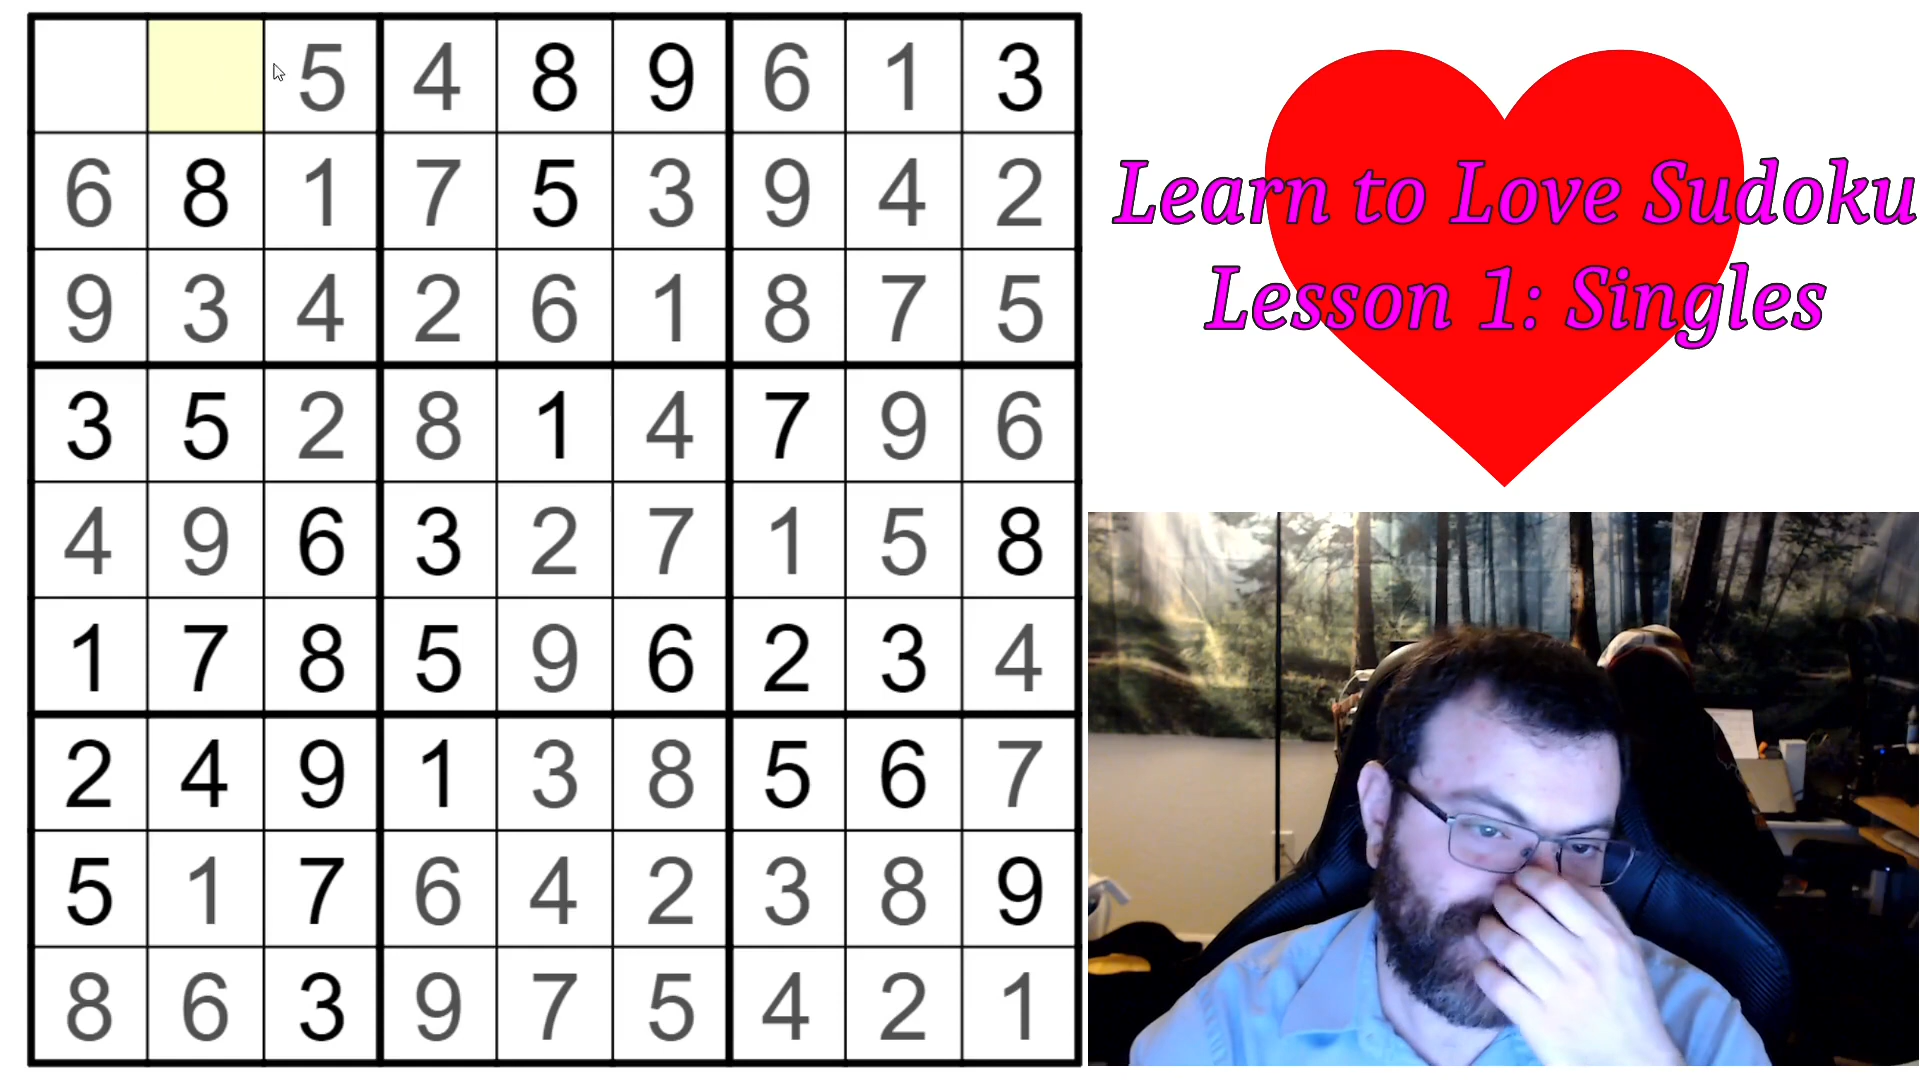 5 4 8 9 6 1 3
6 8 1 7 5 3 9 4 2
9 3 4 2 6 1 8 7 5
3 5 2 8 1 4 7 9 6
4 9 6 3 2 7 1 5 8
1 7 8 5 9 6 2 3 4
2 4 9 1 3 8 5 6 7
5 1 7 6 4 2 3 8 9
8 6 3 9 7 5 4 2 1
Learn to Love Sudoku
Lesson 1: Singles